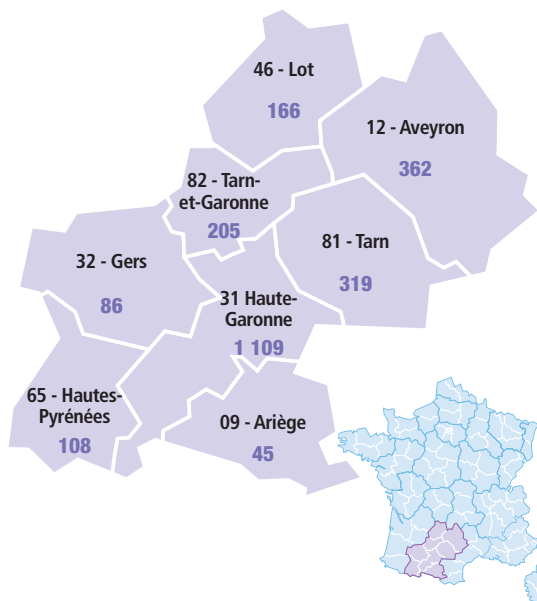 46 - Lot
166
12 - Aveyron
362
82 - Tarn-
et-Garonne
205
81 - Tarn
319
32 - Gers
86
31 Haute-
Garonne
1 109
65 - Hautes-
Pyrénées
108
09 - Ariège
45